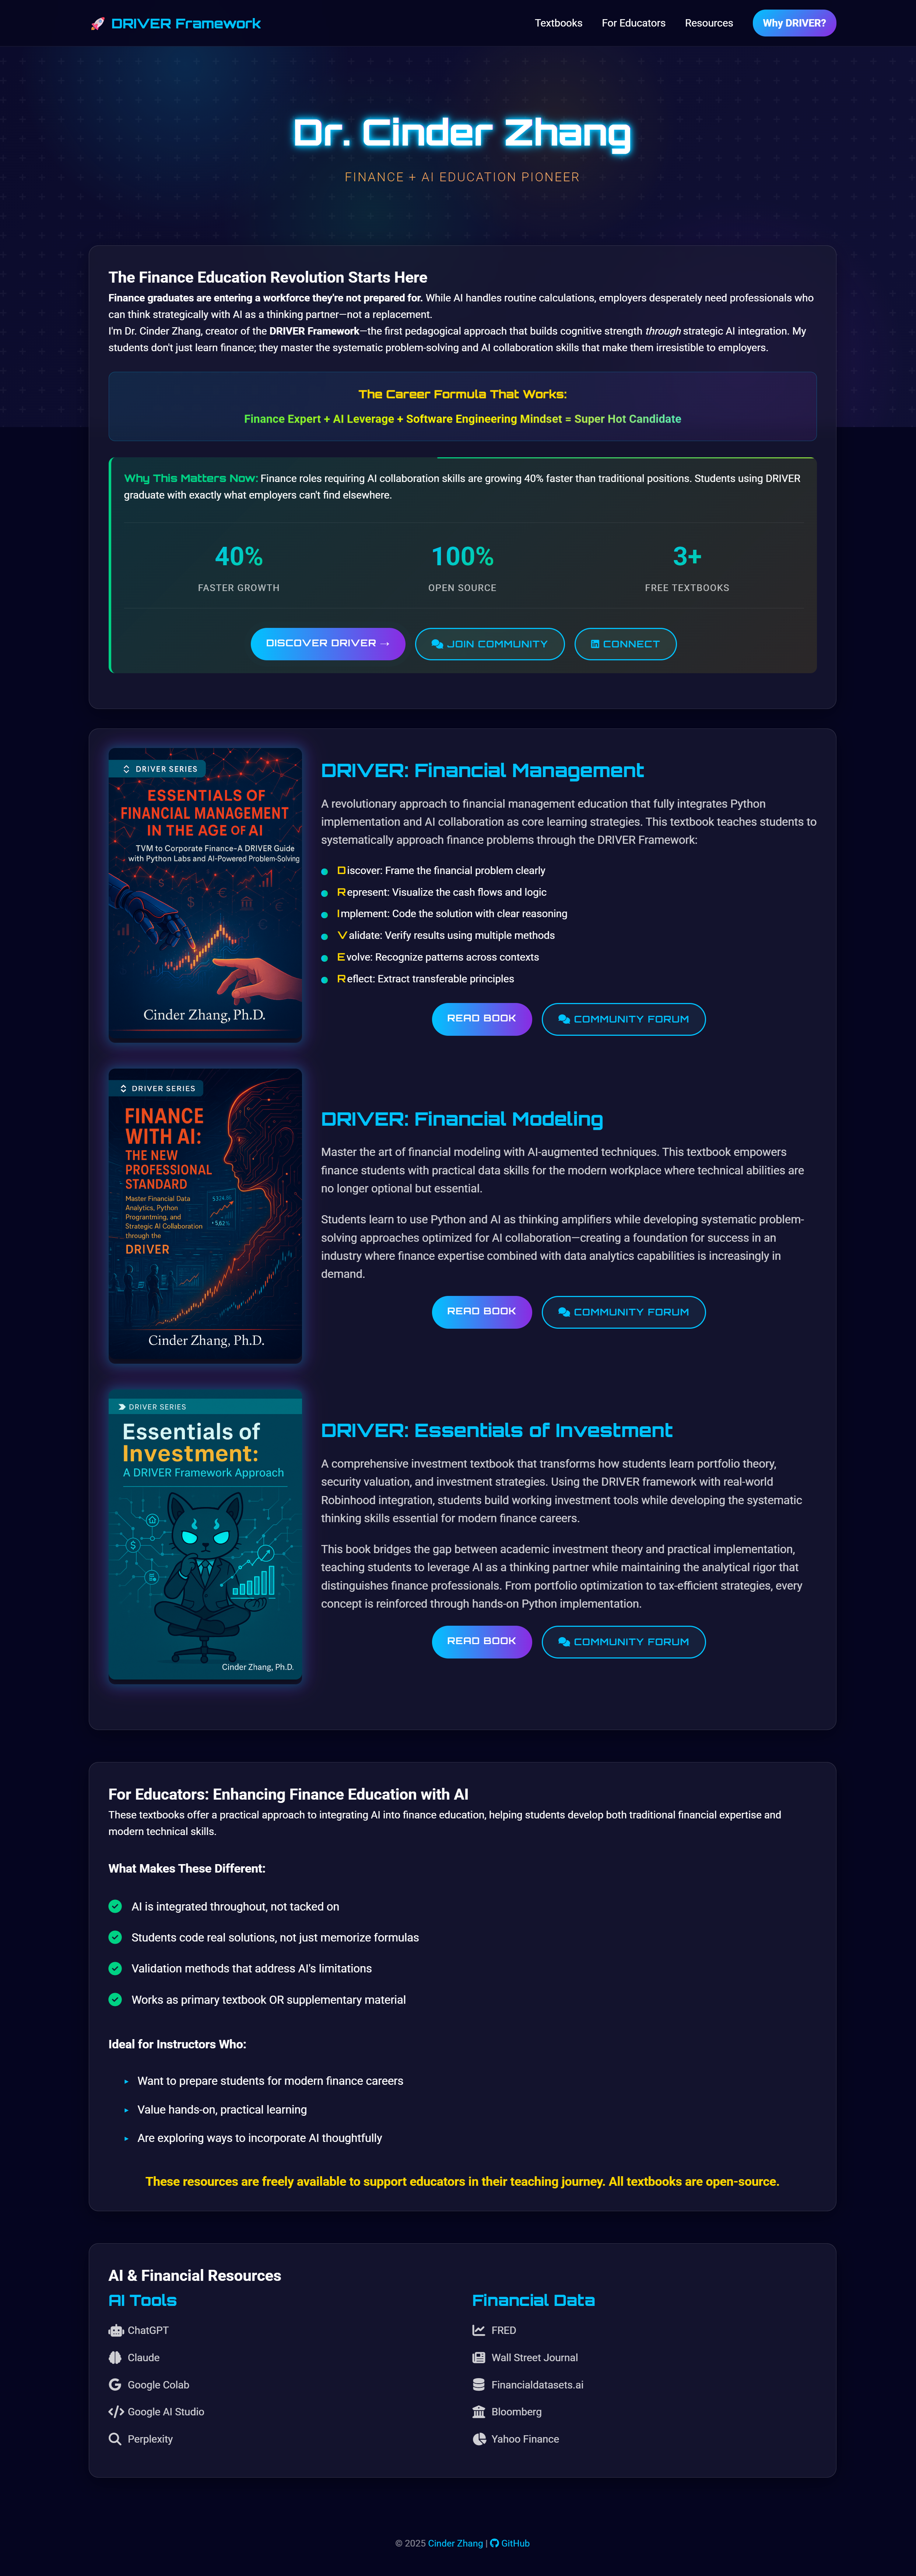 DRIVER Framework
Textbooks
For Educators
Resources
Why DRIVER?
Dr. Cinder Zhang
FINANCE + AI EDUCATION PIONEER
The Finance Education Revolution Starts Here
Finance graduates are entering a workforce they're not prepared for. While AI handles routine calculations, employers desperately need professionals who
can think strategically with AI as a thinking partner—not a replacement.
I'm Dr. Cinder Zhang, creator of the DRIVER Framework—the first pedagogical approach that builds cognitive strength through strategic AI integration. My
students don't just learn finance; they master the systematic problem-solving and AI collaboration skills that make them irresistible to employers.
The Career Formula That Works:
Finance Expert + AI Leverage + Software Engineering Mindset = Super Hot Candidate
Why This Matters Now: Finance roles requiring AI collaboration skills are growing 40% faster than traditional positions. Students using DRIVER
graduate with exactly what employers can't find elsewhere.
40%
FASTER GROWTH
100%
OPEN SOURCE
3+
FREE TEXTBOOKS
DISCOVER DRIVER →
JOIN COMMUNITY
CONNECT
DRIVER SERIES
ESSENTIALS OF
FINANCIAL MANAGEMENT
IN THE AGE OF AI
TVM to Corporate Finance-A DRIVER Guide
with Python Labs and AI-Powered Problem-Solving
Cinder Zhang, Ph.D.
DRIVER: Financial Management
A revolutionary approach to financial management education that fully integrates Python
implementation and AI collaboration as core learning strategies. This textbook teaches students to
systematically approach finance problems through the DRIVER Framework:
Discover: Frame the financial problem clearly
Represent: Visualize the cash flows and logic
Implement: Code the solution with clear reasoning
Validate: Verify results using multiple methods
Evolve: Recognize patterns across contexts
Reflect: Extract transferable principles
READ BOOK
COMMUNITY FORUM
DRIVER SERIES
FINANCE
WITH AI:
THE NEW
PROFESSIONAL
STANDARD
Master Financial Data
Analytics, Python
Programtming, and
Strategic AI Collaboration
through the
DRIVER
Cinder Zhang, Ph.D.
DRIVER: Financial Modeling
Master the art of financial modeling with AI-augmented techniques. This textbook empowers
finance students with practical data skills for the modern workplace where technical abilities are
no longer optional but essential.
Students learn to use Python and AI as thinking amplifiers while developing systematic problem-
solving approaches optimized for AI collaboration—creating a foundation for success in an
industry where finance expertise combined with data analytics capabilities is increasingly in
demand.
READ BOOK
COMMUNITY FORUM
DRIVER SERIES
Essentials of
Investment:
A DRIVER Framework Approach
Cinder Zhang, Ph.D.
DRIVER: Essentials of Investment
A comprehensive investment textbook that transforms how students learn portfolio theory,
security valuation, and investment strategies. Using the DRIVER framework with real-world
Robinhood integration, students build working investment tools while developing the systematic
thinking skills essential for modern finance careers.
This book bridges the gap between academic investment theory and practical implementation,
teaching students to leverage AI as a thinking partner while maintaining the analytical rigor that
distinguishes finance professionals. From portfolio optimization to tax-efficient strategies, every
concept is reinforced through hands-on Python implementation.
READ BOOK
COMMUNITY FORUM
For Educators: Enhancing Finance Education with AI
These textbooks offer a practical approach to integrating AI into finance education, helping students develop both traditional financial expertise and
modern technical skills.
What Makes These Different:
AI is integrated throughout, not tacked on
Students code real solutions, not just memorize formulas
Validation methods that address AI's limitations
Works as primary textbook OR supplementary material
Ideal for Instructors Who:
Want to prepare students for modern finance careers
Value hands-on, practical learning
Are exploring ways to incorporate AI thoughtfully
These resources are freely available to support educators in their teaching journey. All textbooks are open-source.
AI & Financial Resources
AI Tools
ChatGPT
Claude
Google Colab
Google AI Studio
Perplexity
Financial Data
FRED
Wall Street Journal
Financialdatasets.ai
Bloomberg
Yahoo Finance
© 2025 Cinder Zhang | GitHub